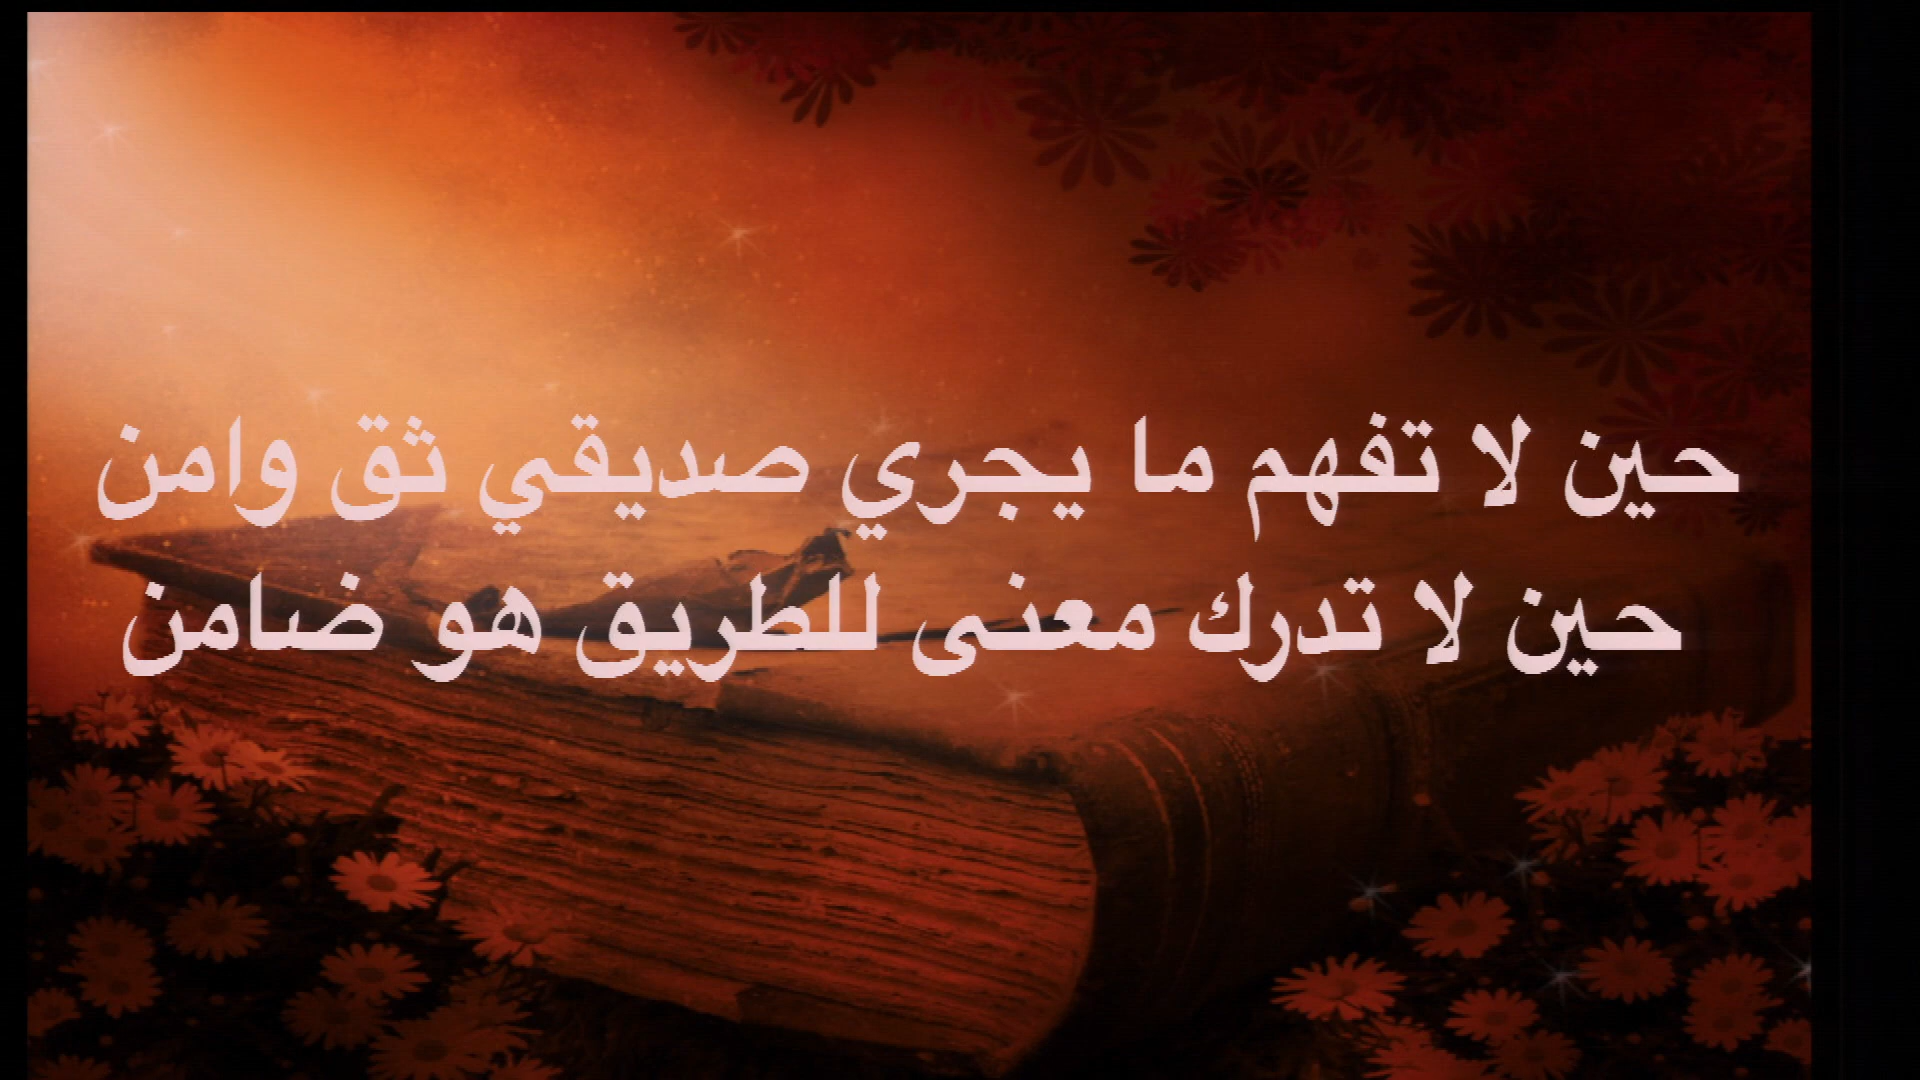 حين لا تفهم ما يجري صديقي ثق وامن
حين لا تدرك معنى للطريق هو ضامن